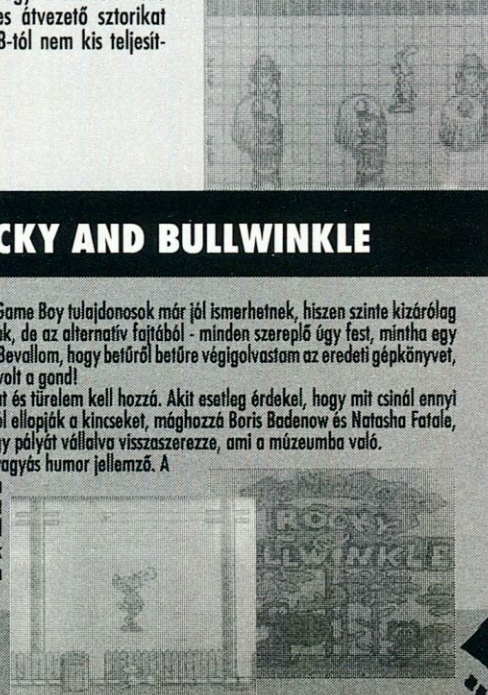 es átvezető sztorikat
B-tól nem kis teljesít-
CKY AND BULLWINKLE
Game Boy tulajdonosok már jól ismerhetnek, hiszen szinte kizárólag
de az alternatív fajtából - minden szereplő úgy fest, mintha egy
Bevallom, hogy betűről betűre végigolvastam az eredeti gépkönyvet,
volt a gond!
és türelem kell hozzá. Akit esetleg érdekel, hogy mit csinál ennyi
ellopják a kincseket, mághozzá Boris Badenow és Natasha Fatale,
pályát vállalva visszaszerezze, ami a múzeumba való.
humor jellemző. A
ROCKY